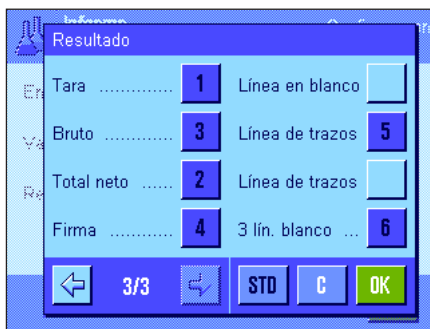 Resultado
Tara .............. 1 Línea en blanco
Bruto ............. 3 Línea de trazos 5
Total neto ...... 2 Línea de trazos
Firma ............ 4 3 lín. blanco ... 6
3/3 STD C OK